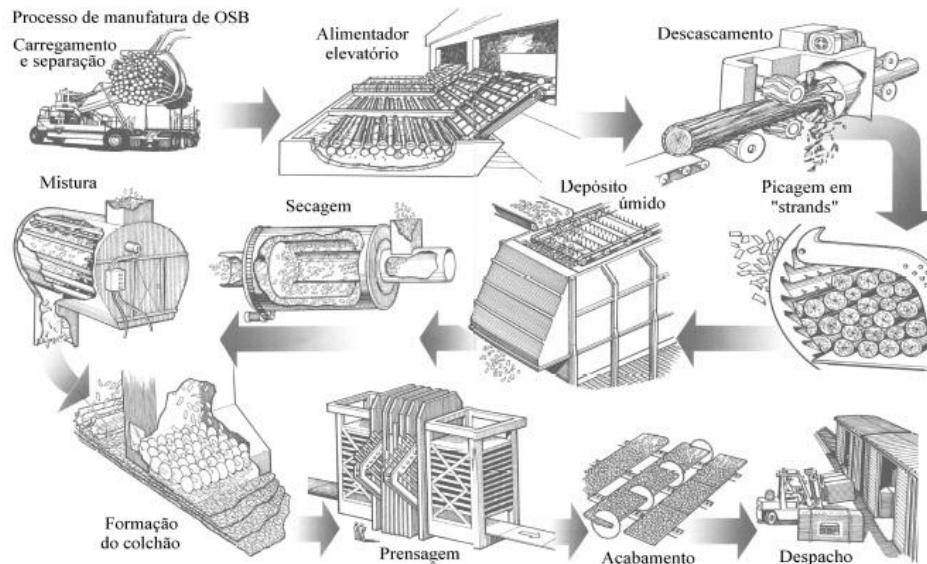 Processo de manufatura de OSB
Carregamento
e separação
Alimentador
elevatório
Descascamento
Picagem em
"strands"
Depósito
úmido
Secagem
Mistura
Formação
do colchão
Prensagem
Acabamento
Despacho